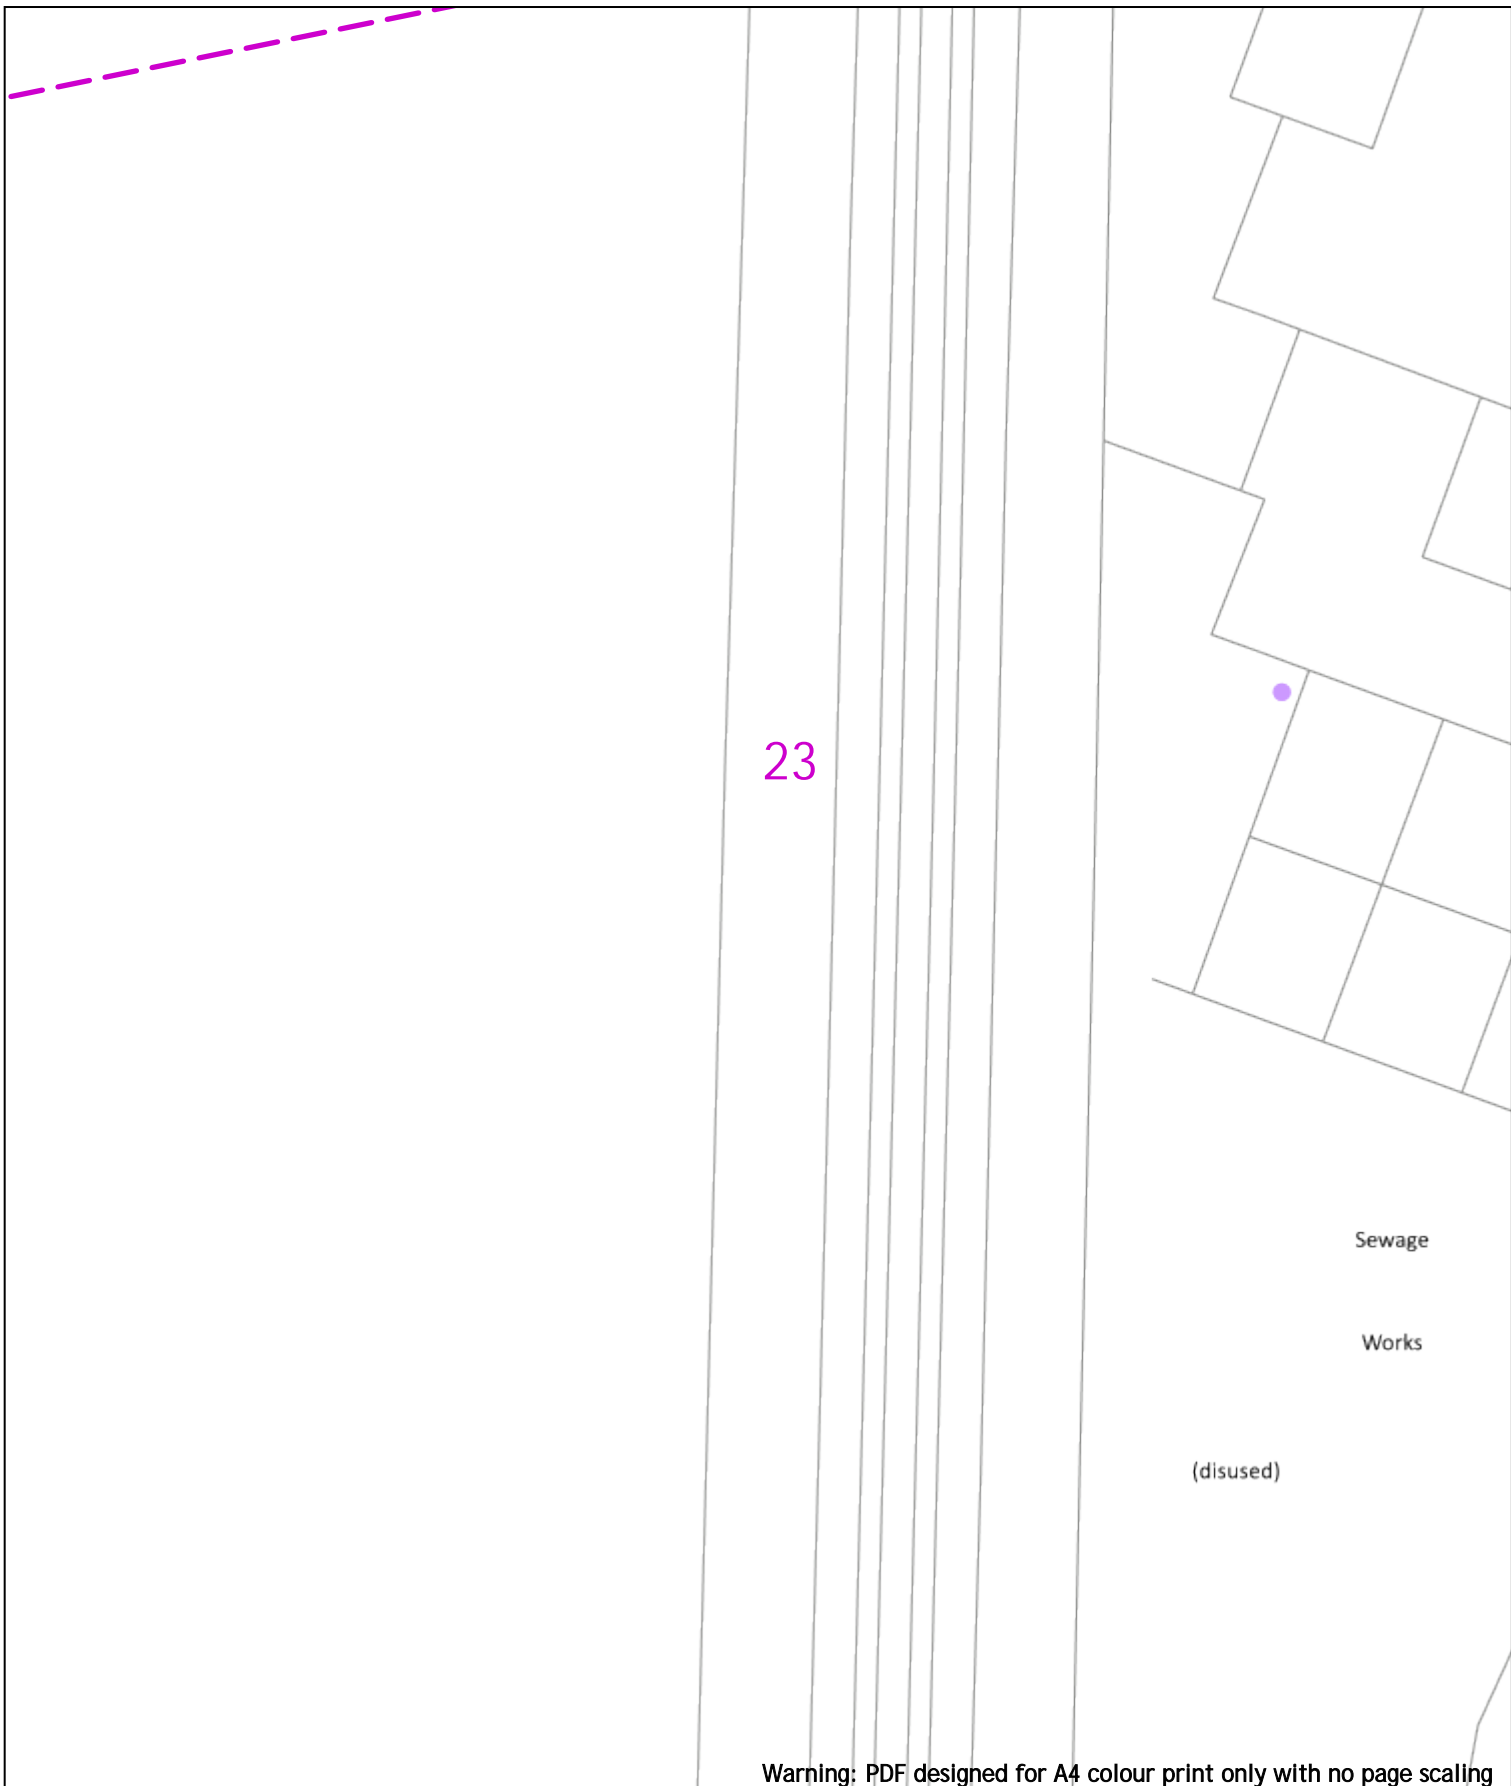 23
Sewage
Works
(disused)
Warning: PDF designed for A4 colour print only with no page scaling